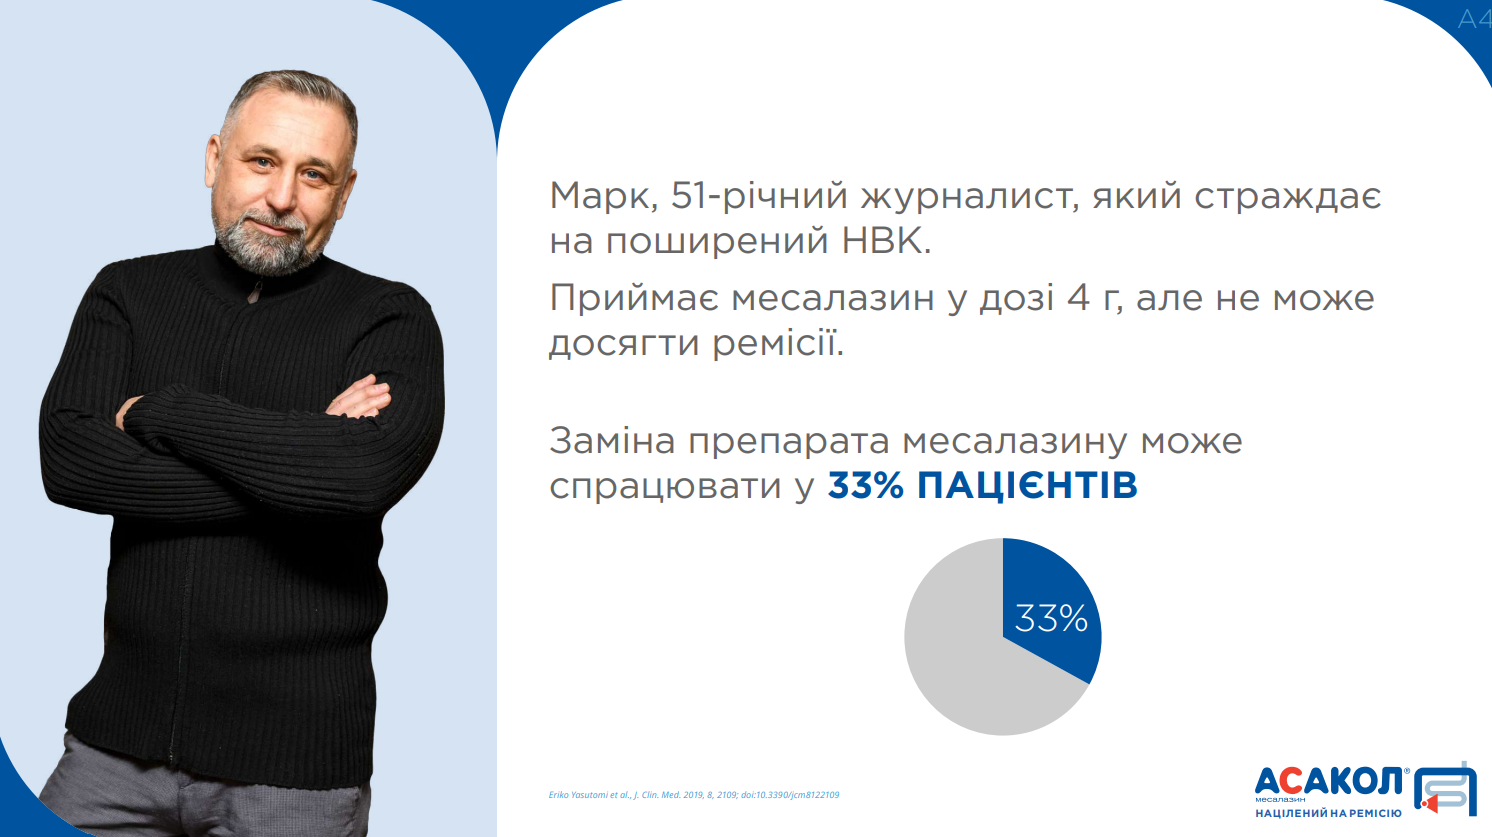 А4
Марк, 51-річний журналист, який страждає
на поширений НВК.
Приймає месалазин у дозі 4 г, але не може
досягти ремісії.
Заміна препарата месалазину може
спрацювати у 33% ПАЦІЄНТІВ
33%
Eriko Yasutomi et al., J. Clin. Med. 2019, 8, 2109; doi:10.3390/jcm8122109
АСАКОЛ®
месалазин
НАЦІЛЕНИЙ НА РЕМІСІЮ